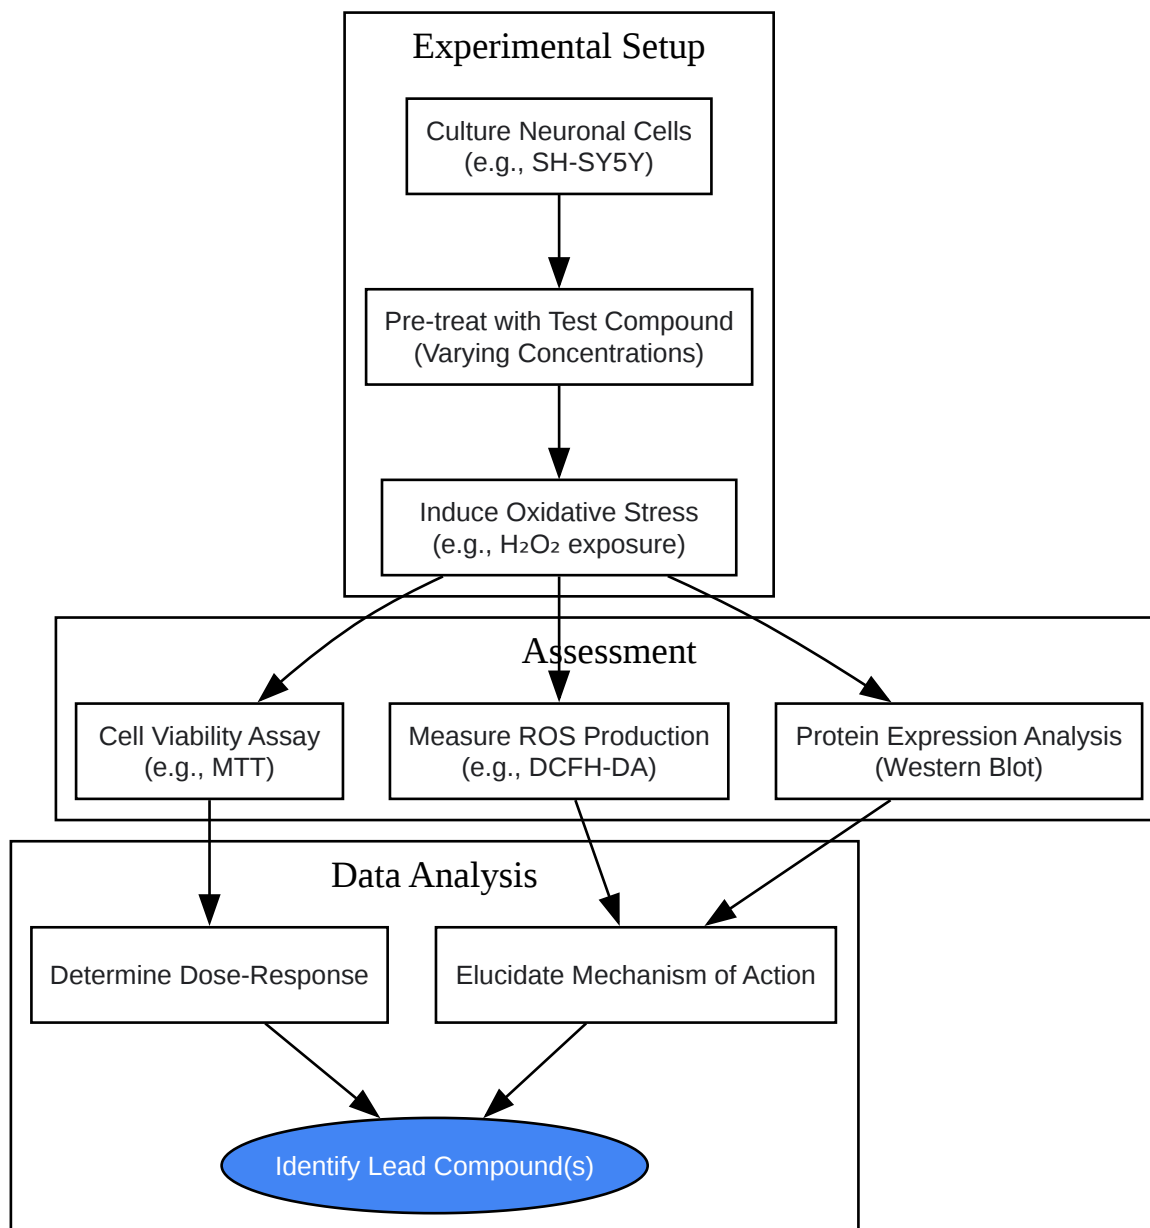 Experimental Setup
Culture Neuronal Cells
(e.g., SH-SY5Y)
Pre-treat with Test Compound
(Varying Concentrations)
Induce Oxidative Stress
(e.g., H₂O₂ exposure)
Assessment
Cell Viability Assay
(e.g., MTT)
Measure ROS Production
(e.g., DCFH-DA)
Protein Expression Analysis
(Western Blot)
Data Analysis
Determine Dose-Response
Elucidate Mechanism of Action
Identify Lead Compound(s)